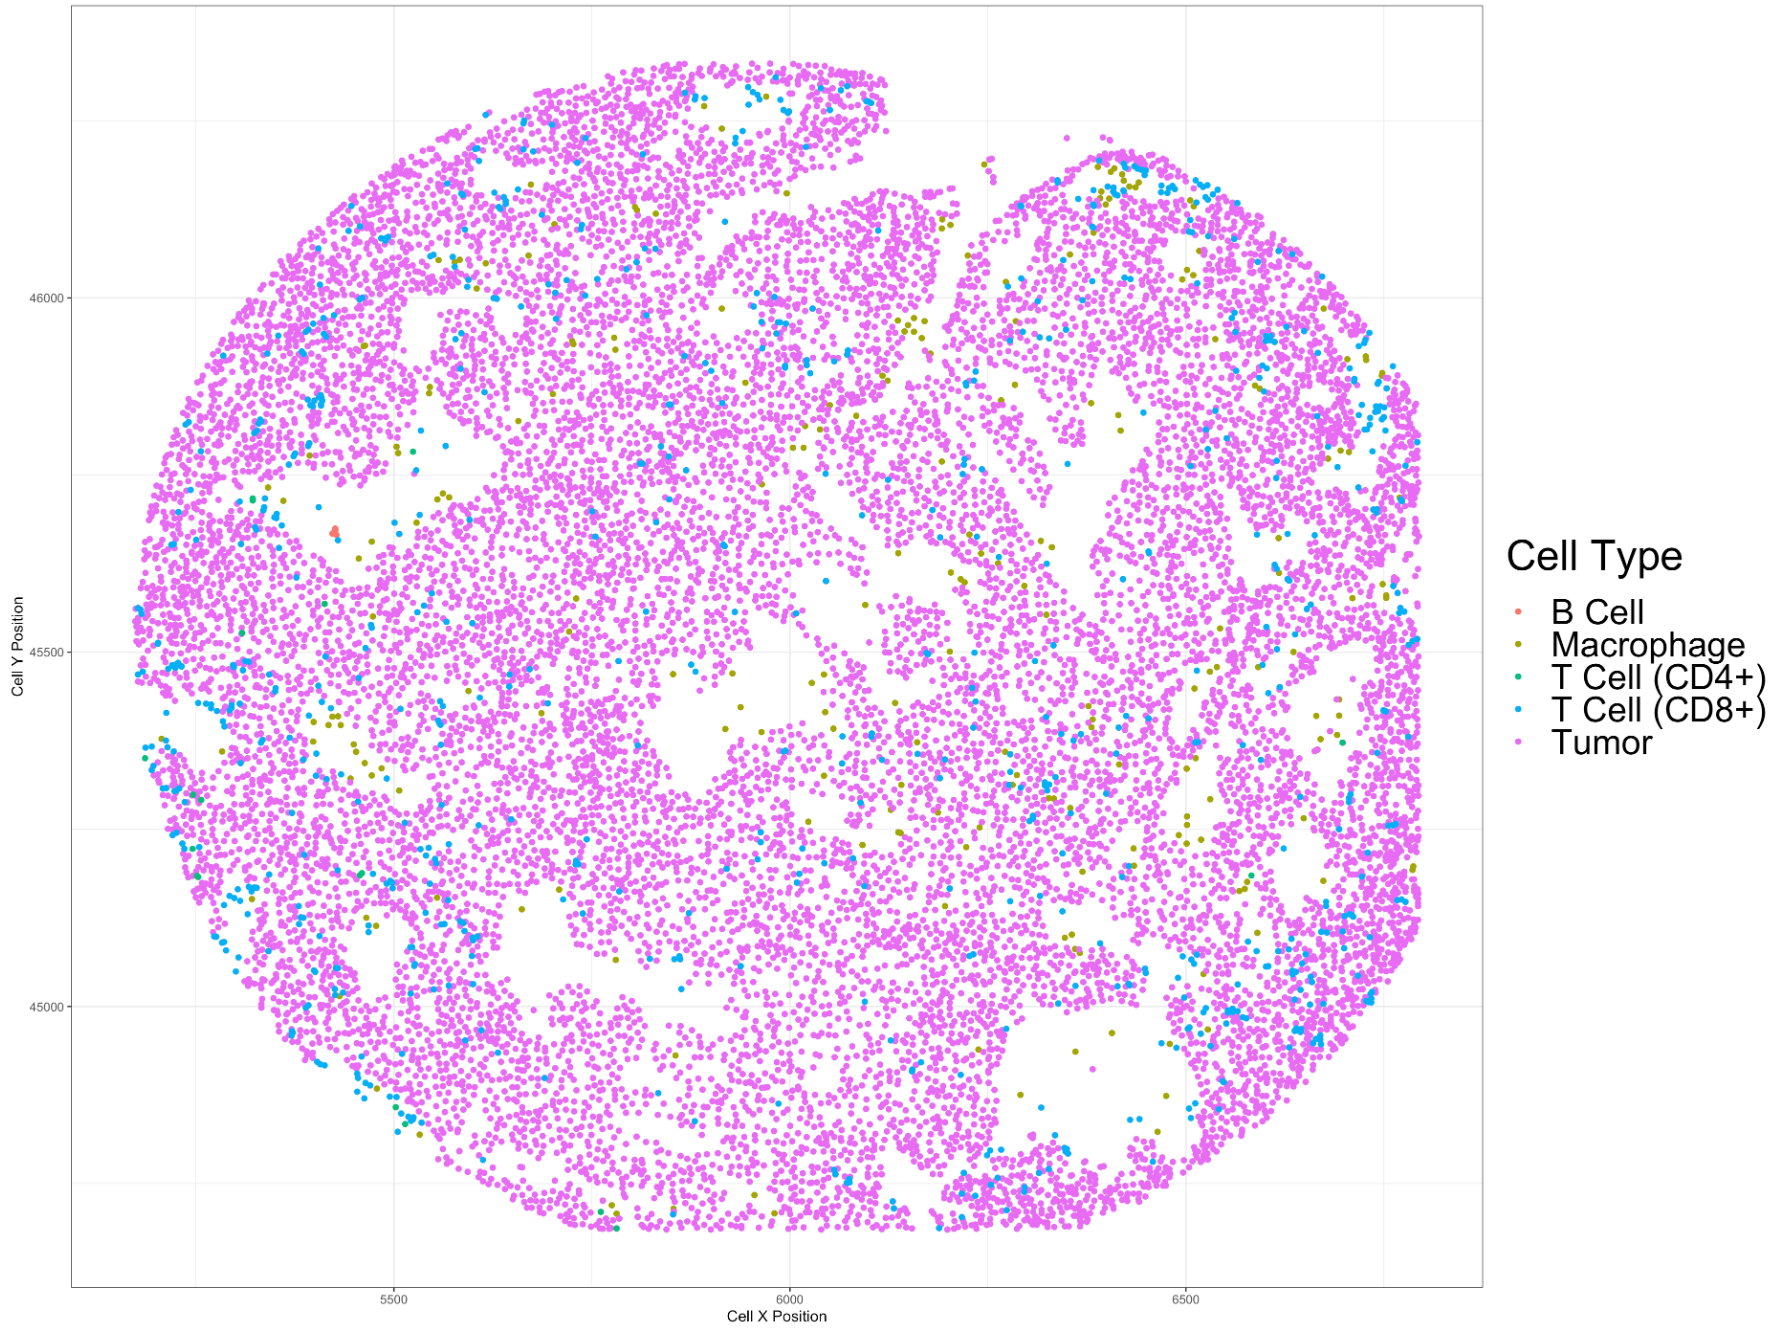 46000
45500
45000
Cell Y Position
5500
6000
6500
Cell X Position
Cell Type
B Cell
Macrophage
T Cell (CD4+)
T Cell (CD8+)
Tumor